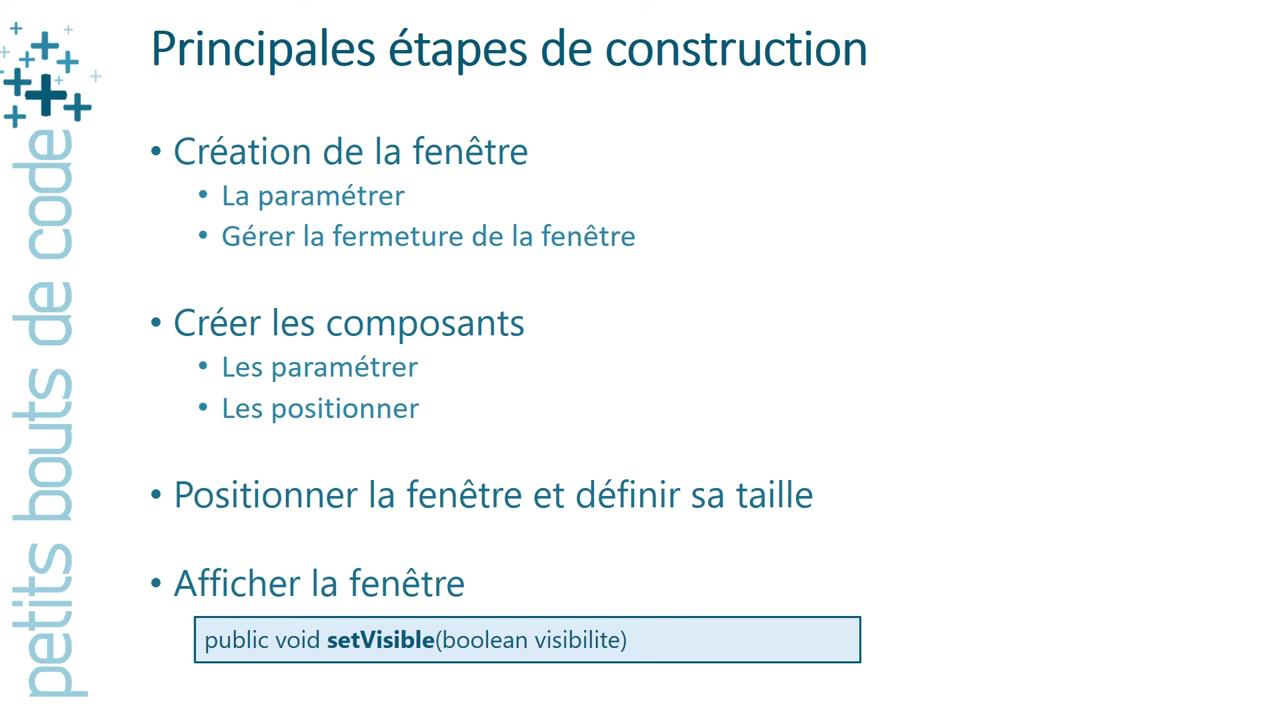 Principales étapes de construction
• Création de la fenêtre
• La paramétrer
• Gérer la fermeture de la fenêtre
• Créer les composants
• Les paramétrer
• Les positionner
• Positionner la fenêtre et définir sa taille
• Afficher la fenêtre
public void setVisible(boolean visibilite)
petits bouts de code